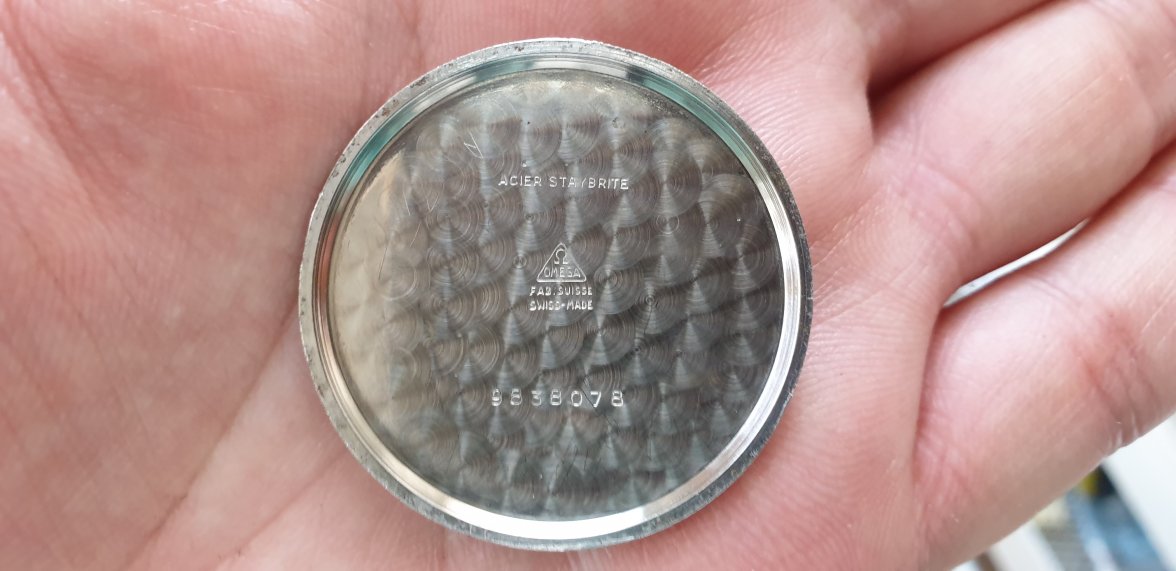 ACIER STAYBRITE
Ω
OMEGA
FAB. SUISSE
SWISS-MADE
9838078